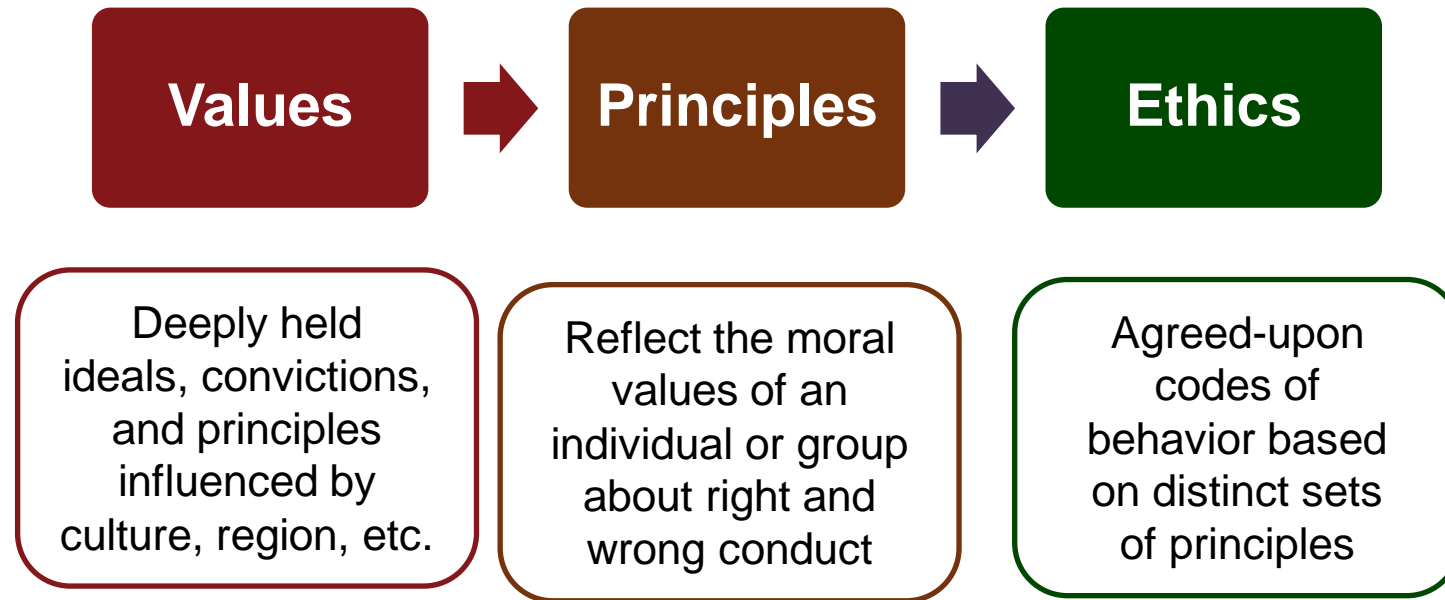 Values
Principles
Ethics
Deeply held
ideals, convictions,
and principles
influenced by
culture, region, etc.
Reflect the moral
values of an
individual or group
about right and
wrong conduct
Agreed-upon
codes of
behavior based
on distinct sets
of principles